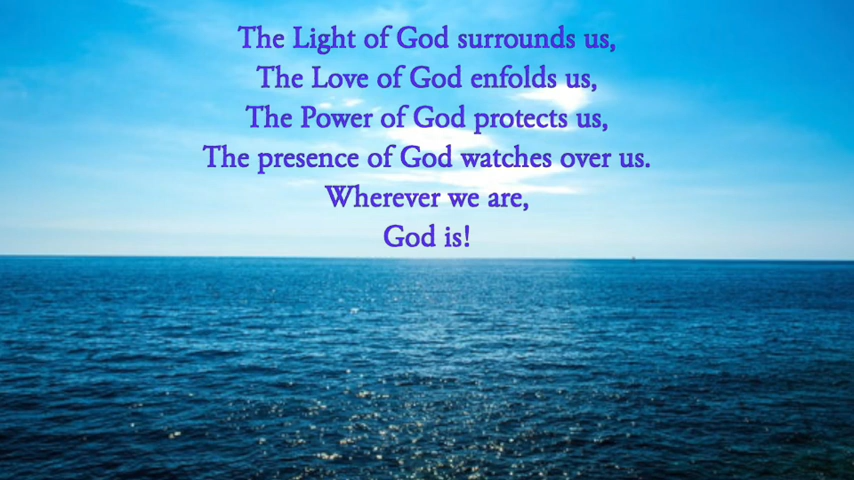 The Light of God surrounds us,
The Love of God enfolds us,
The Power of God protects us,
The presence of God watches over us.
Wherever we are,
God is!